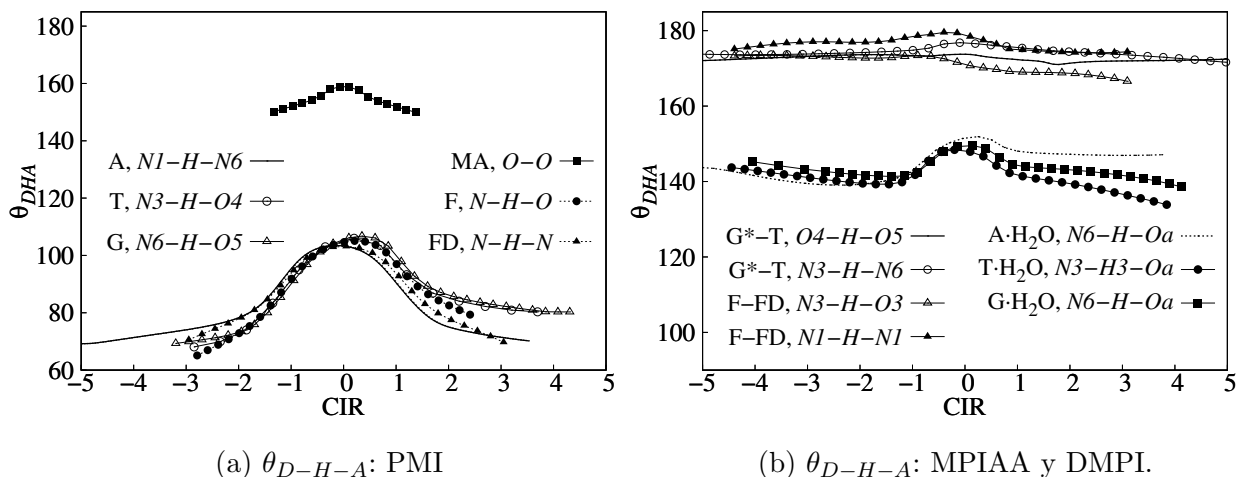 180
160
140
120
100
80
60
θDHA
A, N1−H−N6
T, N3−H−O4
G, N6−H−O5
MA, O−O
F, N−H−O
FD, N−H−N
−5 −4 −3 −2 −1 0 1 2 3 4 5
CIR
(a) θD−H−A: PMI
180
160
140
120
100
θDHA
G*−T, O4−H−O5
G*−T, N3−H−N6
F−FD, N3−H−O3
F−FD, N1−H−N1
A·H2O, N6−H−Oa
T·H2O, N3−H3−Oa
G·H2O, N6−H−Oa
−5 −4 −3 −2 −1 0 1 2 3 4 5
CIR
(b) θD−H−A: MPIAA y DMPI.